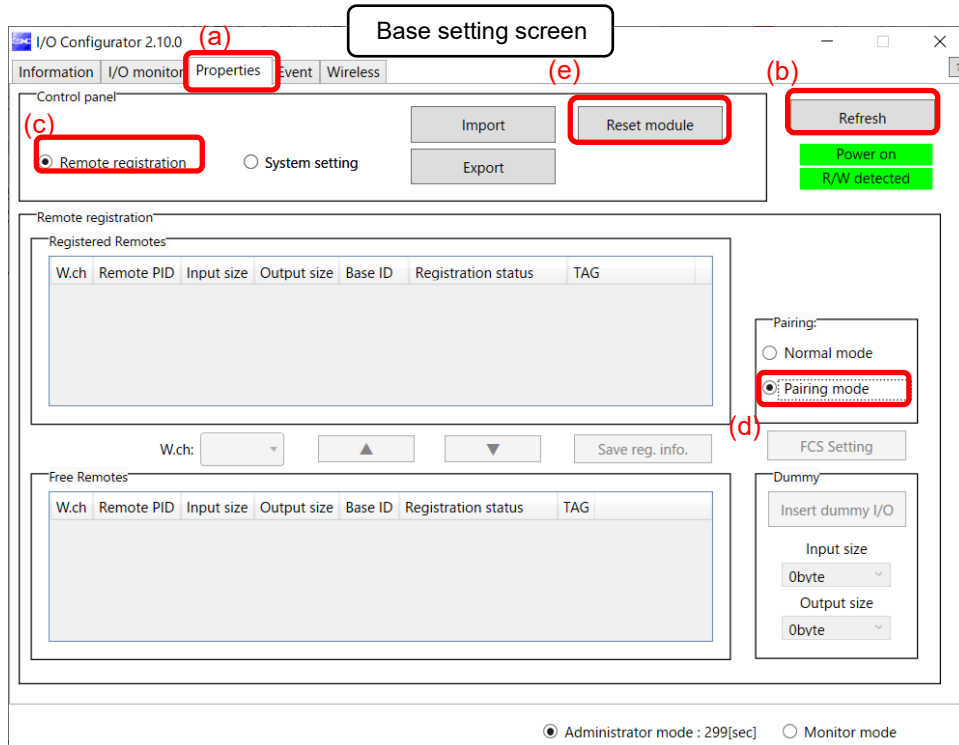 Base setting screen
I/O Configurator 2.10.0
(a)
Information I/O monitor Properties Event Wireless
(e)
(b)
?
Control panel
(c)
Import
Reset module
Refresh
Remote registration
System setting
Export
Power on
R/W detected
Remote registration
Registered Remotes
W.ch Remote PID Input size Output size Base ID Registration status TAG
Pairing:
Normal mode
Pairing mode
(d)
W.ch:
▲
▼
Save reg. info.
FCS Setting
Free Remotes
W.ch Remote PID Input size Output size Base ID Registration status TAG
Dummy
Insert dummy I/O
Input size
0byte
Output size
0byte
Administrator mode : 299[sec]
Monitor mode